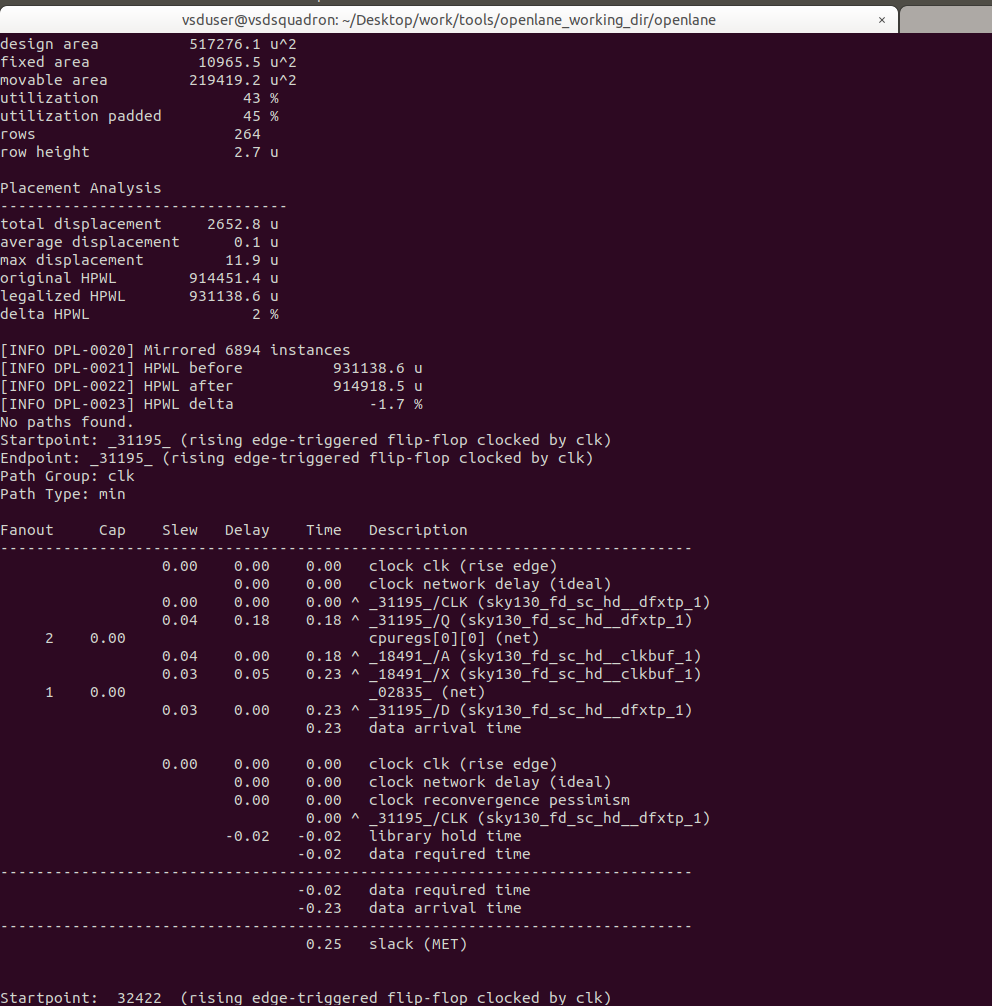 vsduser@vsdsquadron: ~/Desktop/work/tools/openlane_working_dir/openlane ×
design area          517276.1 u^2
fixed area            10965.5 u^2
movable area         219419.2 u^2
utilization                43 %
utilization padded         45 %
rows                      264
row height                2.7 u
Placement Analysis
--------------------------------
total displacement     2652.8 u
average displacement      0.1 u
max displacement         11.9 u
original HPWL        914451.4 u
legalized HPWL       931138.6 u
delta HPWL                  2 %
[INFO DPL-0020] Mirrored 6894 instances
[INFO DPL-0021] HPWL before          931138.6 u
[INFO DPL-0022] HPWL after           914918.5 u
[INFO DPL-0023] HPWL delta               -1.7 %
No paths found.
Startpoint: _31195_ (rising edge-triggered flip-flop clocked by clk)
Endpoint: _31195_ (rising edge-triggered flip-flop clocked by clk)
Path Group: clk
Path Type: min
Fanout     Cap    Slew   Delay    Time   Description
-----------------------------------------------------------------------------
                  0.00    0.00    0.00   clock clk (rise edge)
                          0.00    0.00   clock network delay (ideal)
                  0.00    0.00    0.00 ^ _31195_/CLK (sky130_fd_sc_hd__dfxtp_1)
                  0.04    0.18    0.18 ^ _31195_/Q (sky130_fd_sc_hd__dfxtp_1)
     2    0.00                           cpuregs[0][0] (net)
                  0.04    0.00    0.18 ^ _18491_/A (sky130_fd_sc_hd__clkbuf_1)
                  0.03    0.05    0.23 ^ _18491_/X (sky130_fd_sc_hd__clkbuf_1)
     1    0.00                           _02835_ (net)
                  0.03    0.00    0.23 ^ _31195_/D (sky130_fd_sc_hd__dfxtp_1)
                                  0.23   data arrival time
                  0.00    0.00    0.00   clock clk (rise edge)
                          0.00    0.00   clock network delay (ideal)
                          0.00    0.00   clock reconvergence pessimism
                                  0.00 ^ _31195_/CLK (sky130_fd_sc_hd__dfxtp_1)
                         -0.02   -0.02   library hold time
                                 -0.02   data required time
-----------------------------------------------------------------------------
                                 -0.02   data required time
                                 -0.23   data arrival time
-----------------------------------------------------------------------------
                                  0.25   slack (MET)
Startpoint: _32422_ (rising edge-triggered flip-flop clocked by clk)